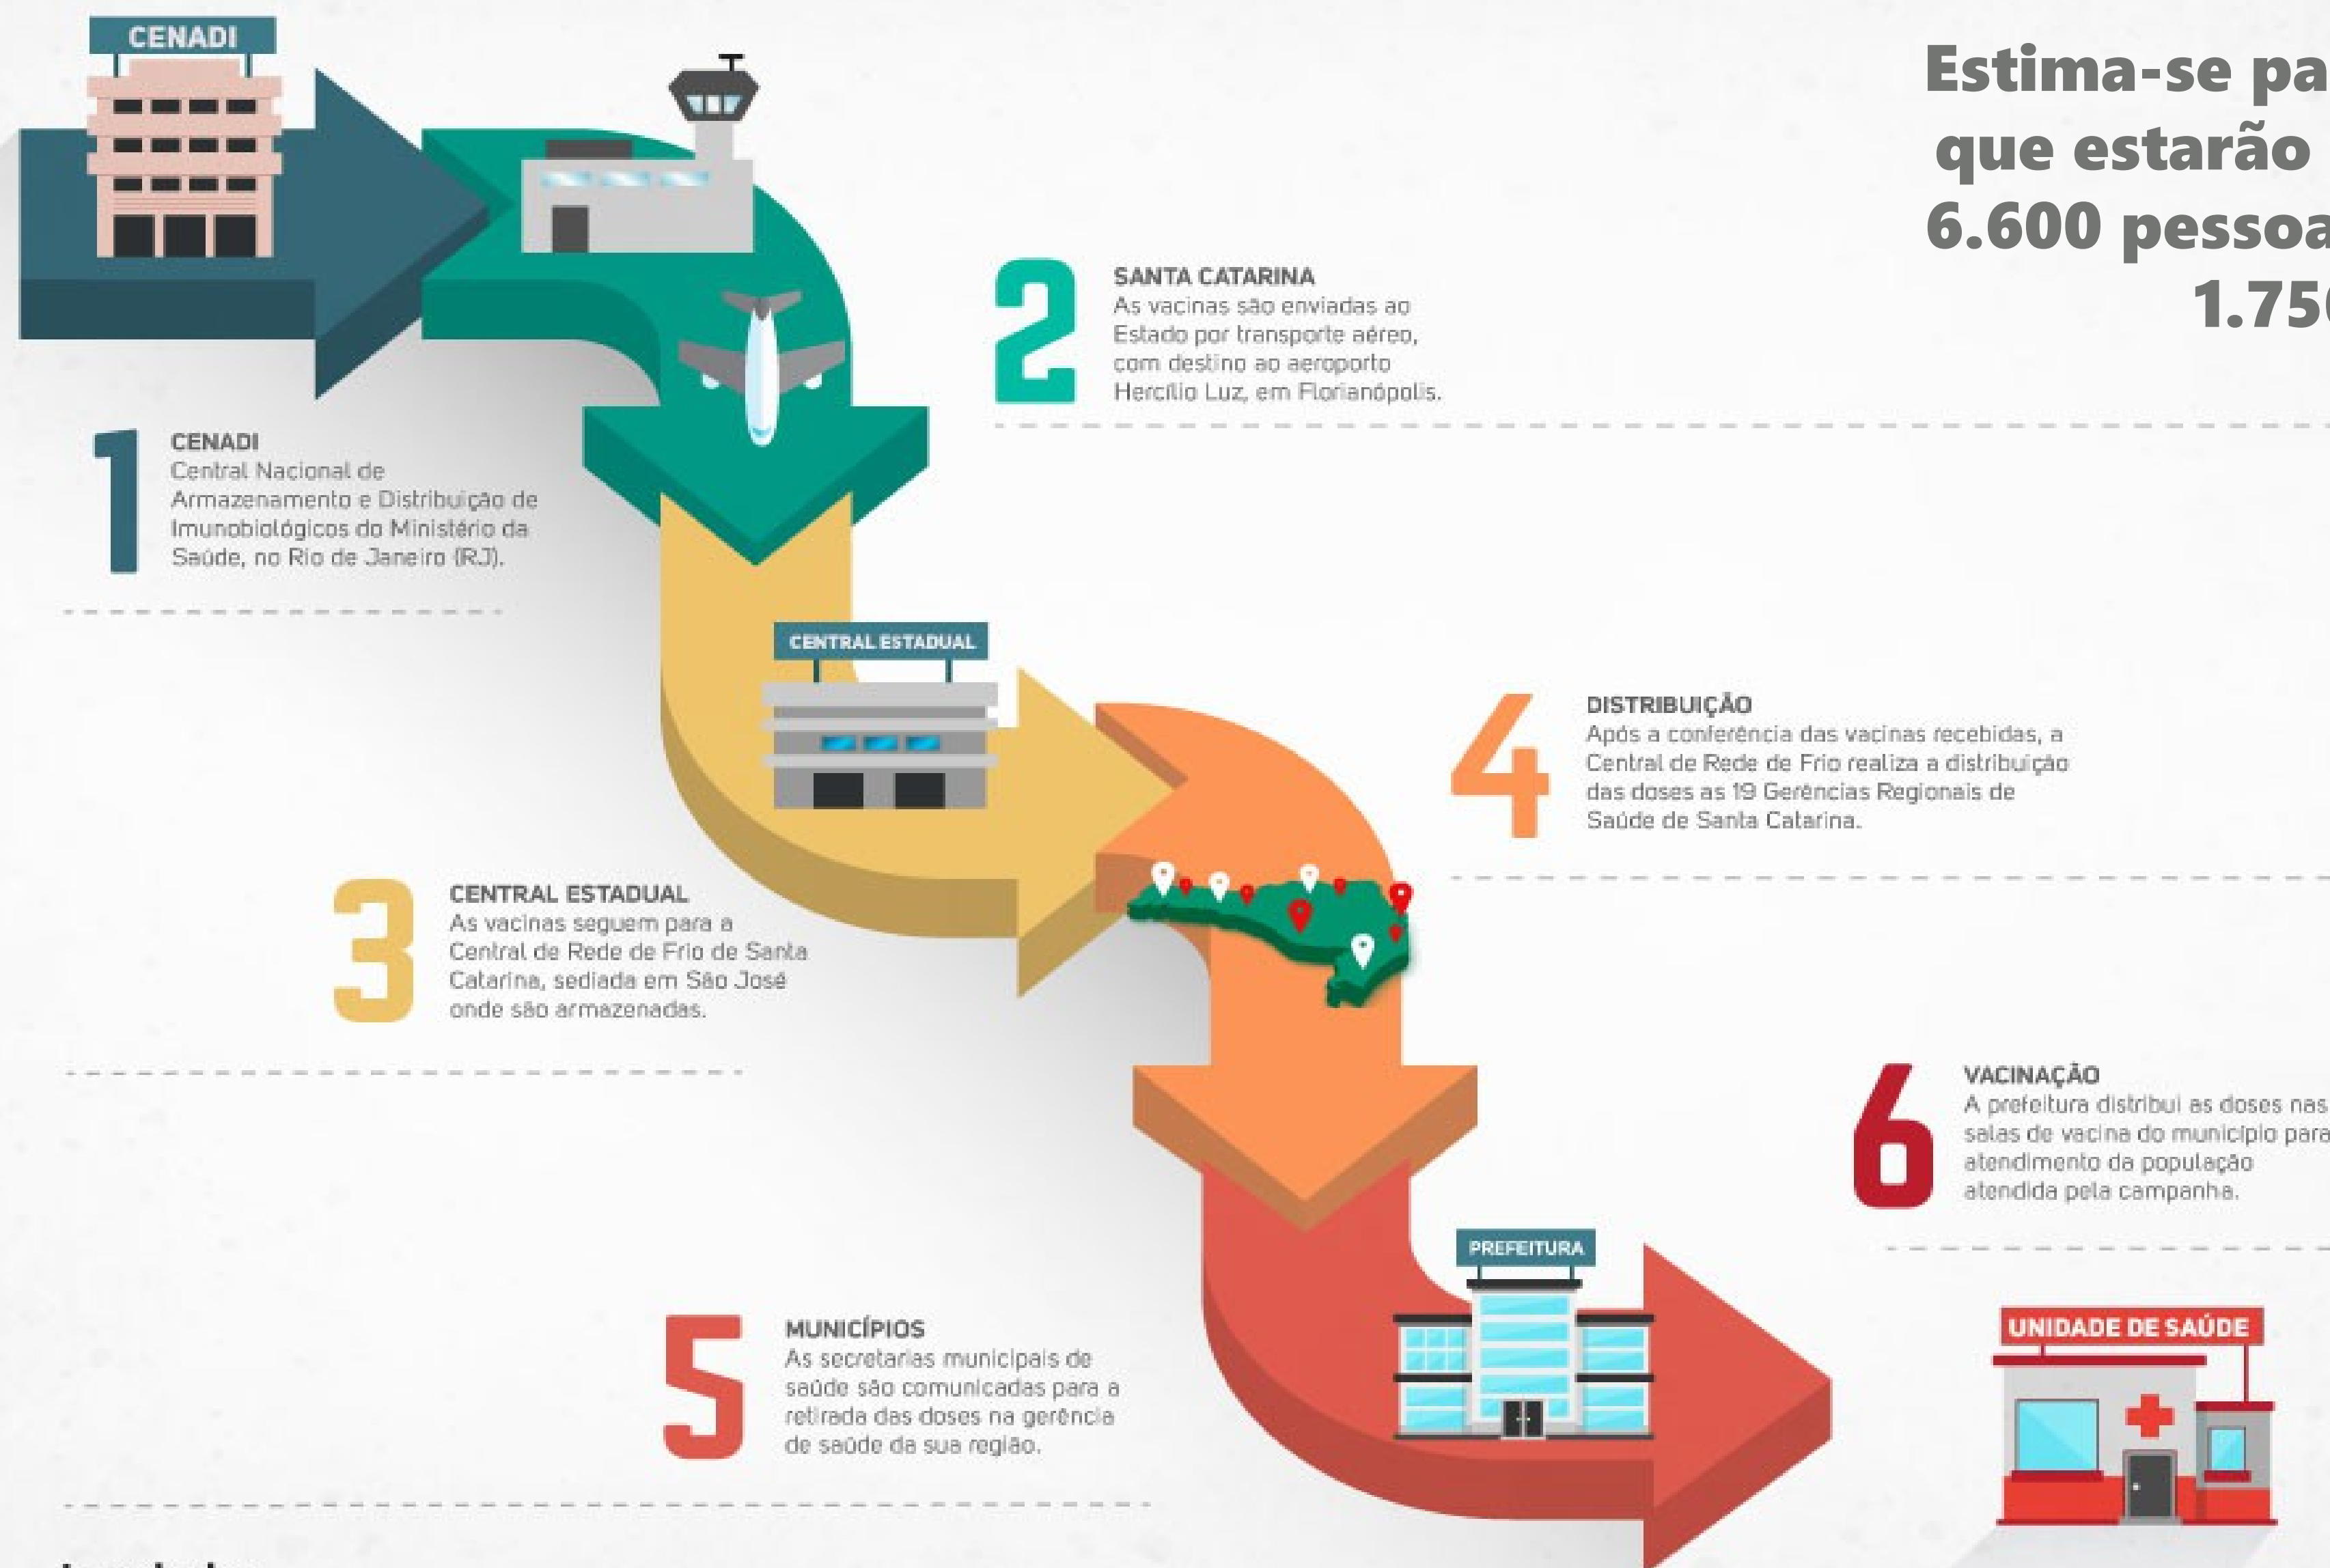 CENADI
Estima-se pa
que estarão
6.600 pessoa
1.750
2
SANTA CATARINA
As vacinas são enviadas ao
Estado por transporte aéreo,
com destino ao aeroporto
Hercílio Luz, em Florianópolis.
1
CENADI
Central Nacional de
Armazenamento e Distribuição de
Imunobiológicos do Ministério da
Saúde, no Rio de Janeiro (RJ).
CENTRAL ESTADUAL
4
DISTRIBUIÇÃO
Após a conferência das vacinas recebidas, a
Central de Rede de Frio realiza a distribuição
das doses as 19 Gerências Regionais de
Saúde de Santa Catarina.
3
CENTRAL ESTADUAL
As vacinas seguem para a
Central de Rede de Frio de Santa
Catarina, sediada em São José
onde são armazenadas.
6
VACINAÇÃO
A prefeitura distribui as doses nas
salas de vacina do município para
atendimento da população
atendida pela campanha.
PREFEITURA
5
MUNICÍPIOS
As secretarias municipais de
saúde são comunicadas para a
retirada das doses na gerência
de saúde da sua região.
UNIDADE DE SAÚDE